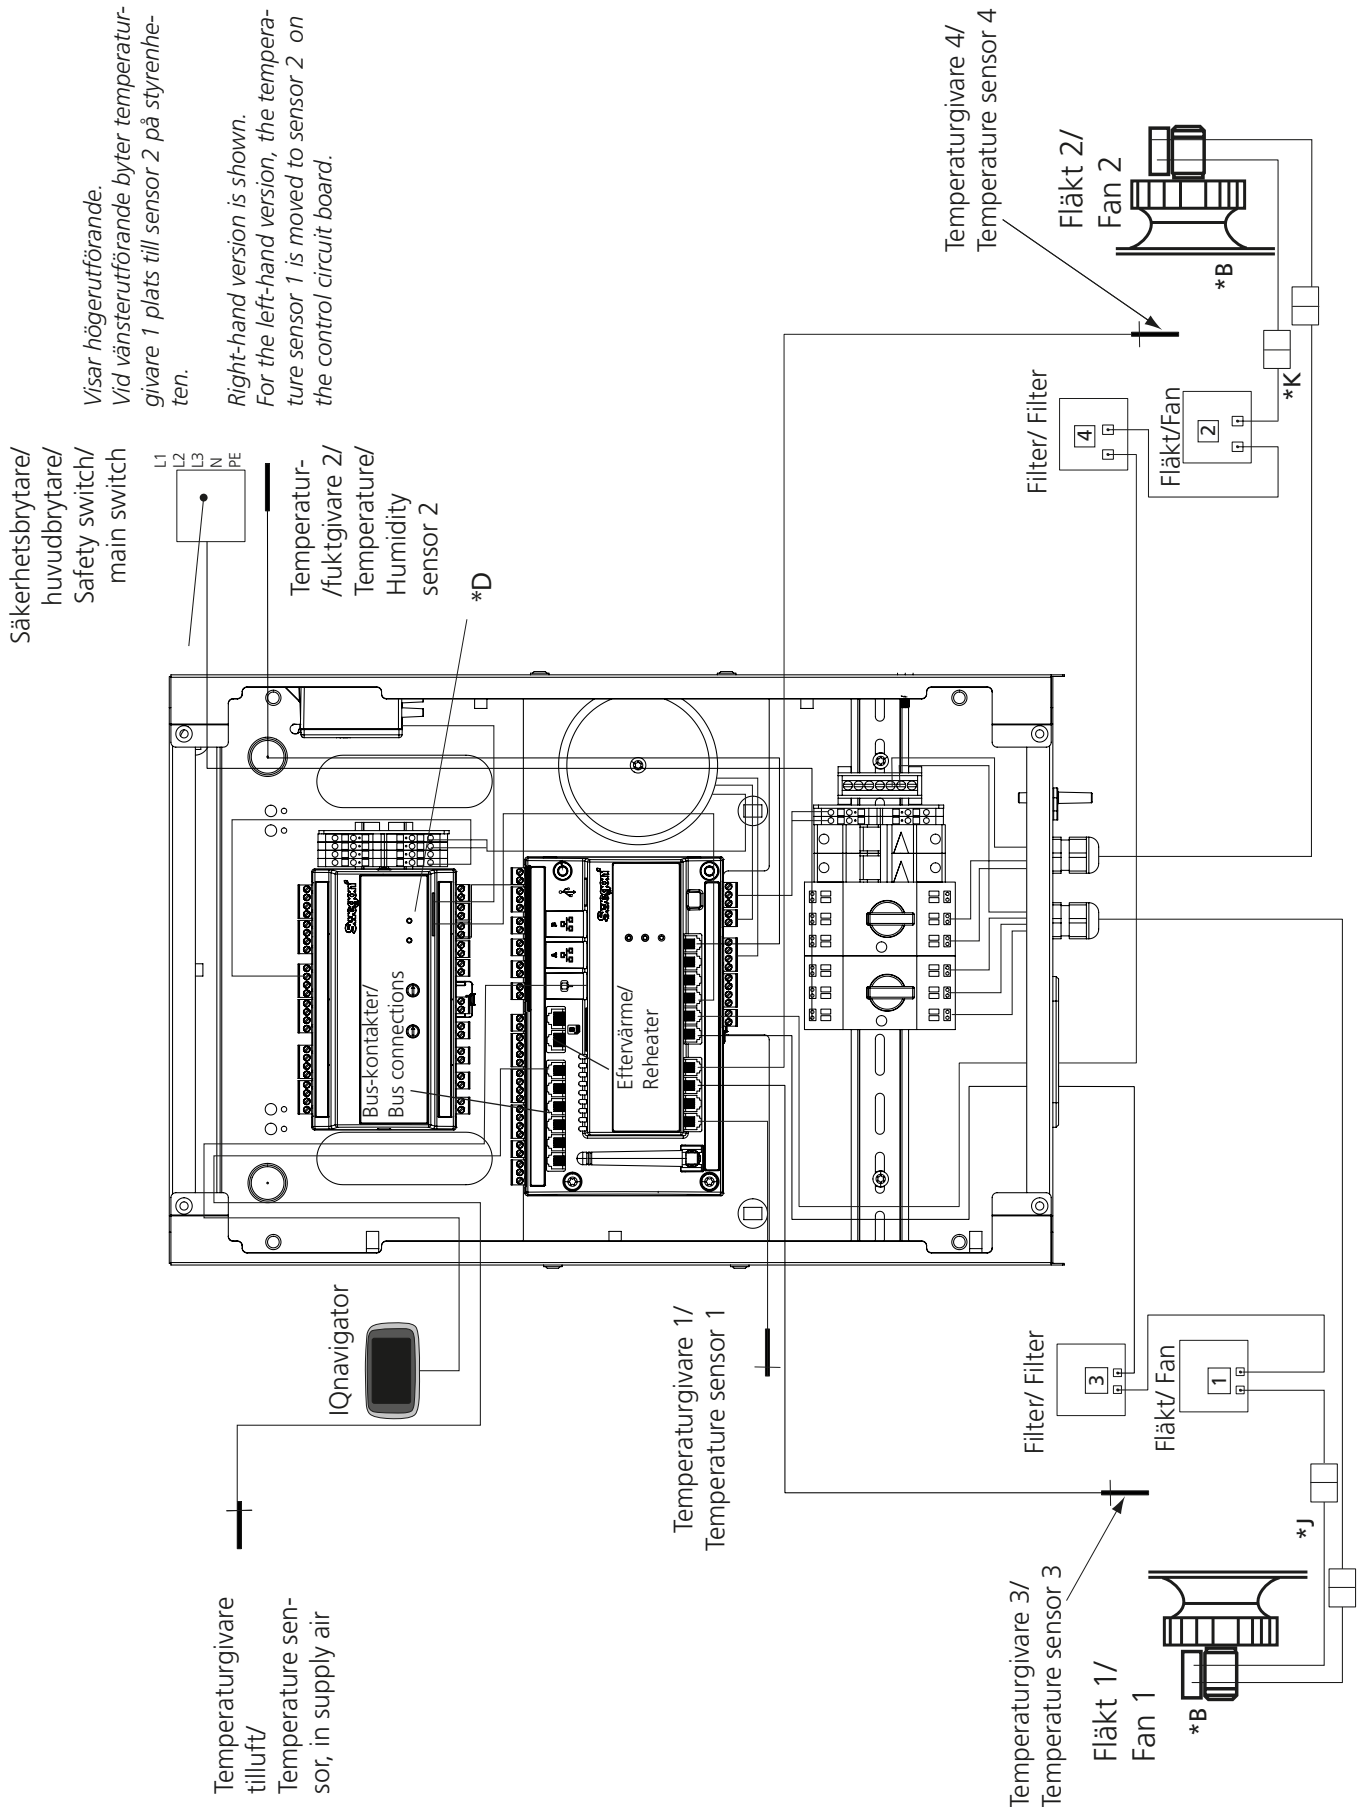 Säkerhetsbrytare/
huvudbrytare/
Safety switch/
main switch
L1
L2
L3
N
PE
Visar högerutförande.
Vid vänsterutförande byter temperatur-
givare 1 plats till sensor 2 på styrenhe-
ten.
Right-hand version is shown.
For the left-hand version, the tempera-
ture sensor 1 is moved to sensor 2 on
the control circuit board.
Temperatur-
/fuktgivare 2/
Temperature/
Humidity
sensor 2
*D
Temperaturgivare
tilluft/
Temperature sen-
sor, in supply air
IQnavigator
Swegon
Bus-kontakter/
Bus connections
Swegon
A
B
Eftervärme/
Reheater
Temperaturgivare 1/
Temperature sensor 1
Temperaturgivare 4/
Temperature sensor 4
Fläkt 2/
Fan 2
*B
Filter/ Filter
4
Fläkt/Fan
2
*K
Filter/ Filter
3
Fläkt/ Fan
1
*J
Temperaturgivare 3/
Temperature sensor 3
Fläkt 1/
Fan 1
*B